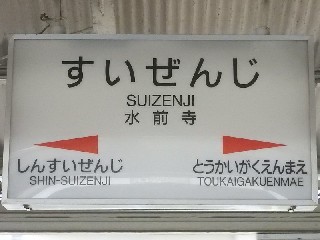 すいぜんじ
SUIZENJI
水前寺
しんすいぜんじ
SHIN-SUIZENJI
とうかいがくえんまえ
TOUKAIGAKUENMAE